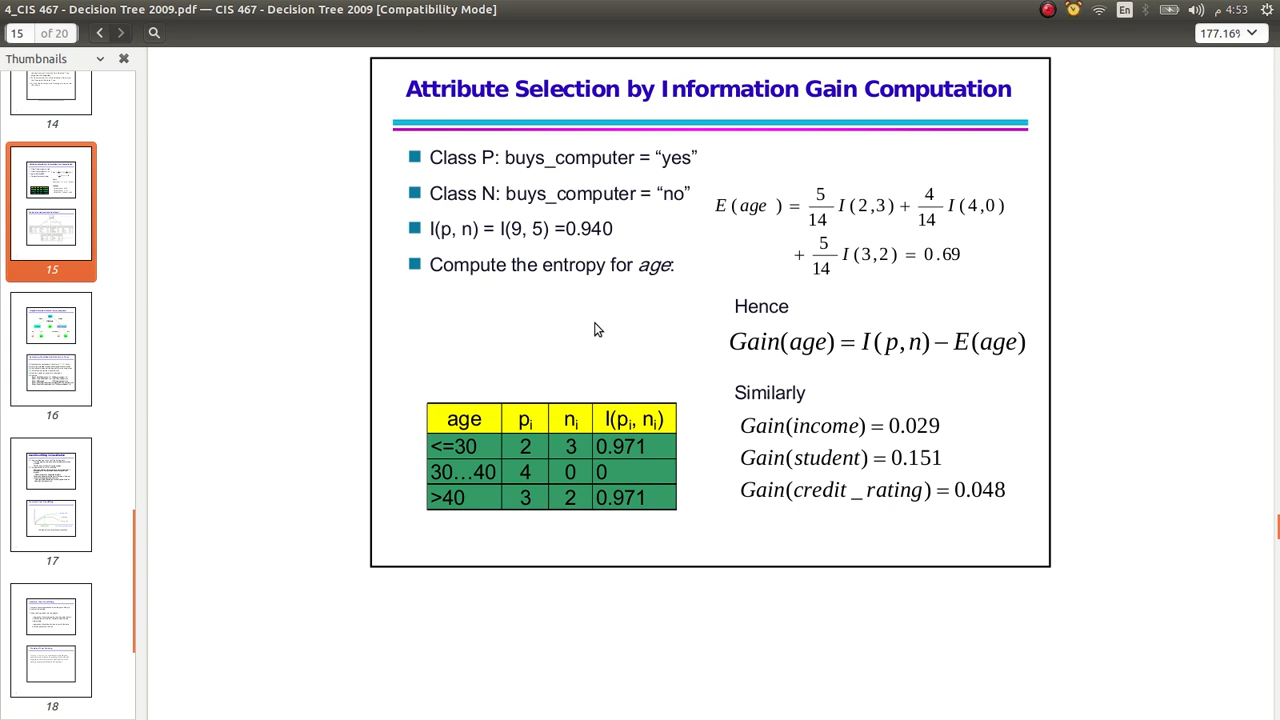 4_CIS 467 - Decision Tree 2009.pdf — CIS 467 - Decision Tree 2009 [Compatibility Mode]
En
4:53 م
15 of 20
177.16%
Thumbnails
14
15
16
17
18
Attribute Selection by Information Gain Computation
Class P: buys_computer = “yes”
Class N: buys_computer = “no”
I(p, n) = I(9, 5) =0.940
Compute the entropy for age:
age pi ni I(pi, ni)
<=30 2 3 0.971
30…40 4 0 0
>40 3 2 0.971
E ( age ) = 5/14 I ( 2 ,3 ) + 4/14 I ( 4 ,0 )
+ 5/14 I ( 3 ,2 ) = 0 .69
Hence
Gain(age) = I ( p, n) − E(age)
Similarly
Gain(income) = 0.029
Gain(student) = 0.151
Gain(credit _ rating) = 0.048